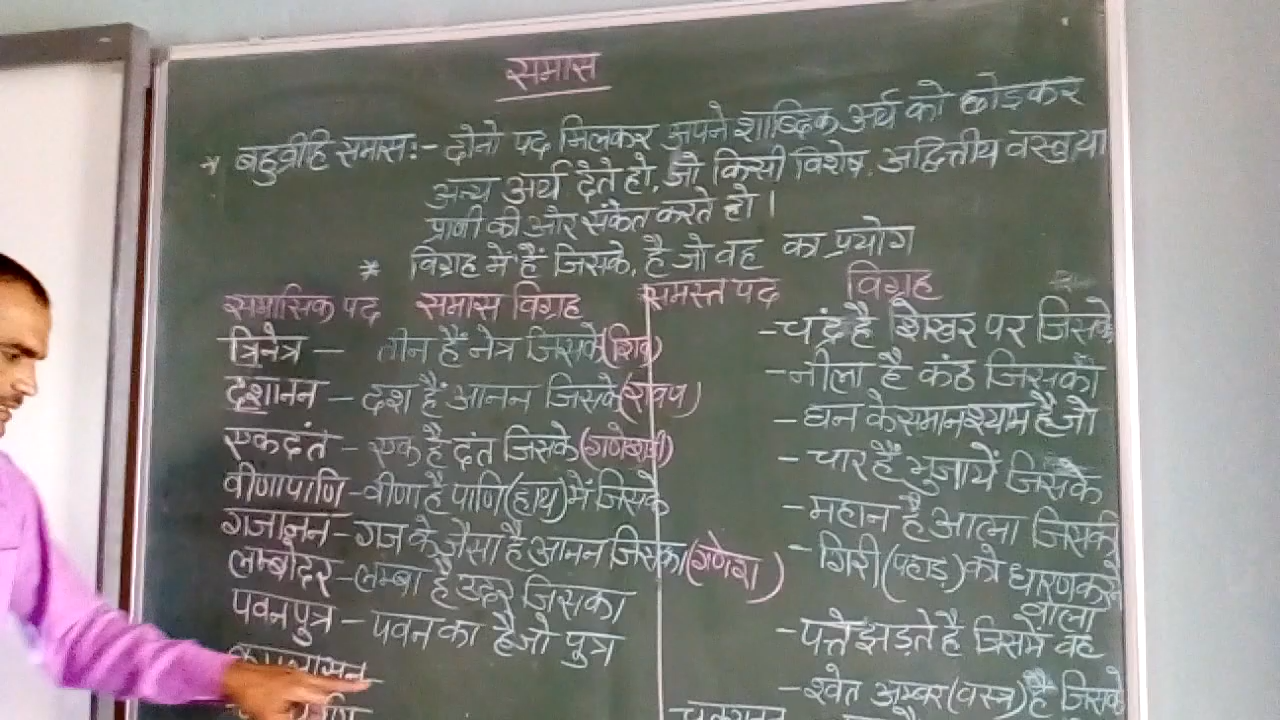 समास
* बहुव्रीहि समासः- दोनो पद मिलकर अपने शाब्दिक अर्थ को छोड़कर
अन्य अर्थ देते हो, जो किसी विशेष, अद्वितीय वस्तु या
प्राणी की और संकेत करते हो।
* विग्रह में हैं जिसके, है जो वह का प्रयोग
समासिक पद समास विग्रह
त्रिनेत्र — तीन हैं नेत्र जिसके (शिव)
दशानन — दश हैं आनन जिसके (रावण)
एकदंत — एक है दंत जिसके (गणेशजी)
वीणापाणि — वीणा है पाणि (हाथ) में जिसके
गजानन — गज के जैसा है आनन जिसका (गणेश)
लम्बोदर — लम्बा है उदर जिसका
पवनपुत्र — पवन का है जो पुत्र
समस्त पद विग्रह
- चंद्र है शेखर पर जिसके
- नीला है कंठ जिसका
- घन के समान श्याम है जो
- चार हैं भुजायें जिसके
- महान है आत्मा जिसकी
- गिरी (पहाड़) को धारण करने
वाला
- पत्ते झड़ते है जिसमें वह
- श्वेत अम्बर (वस्त्र) है जिसके